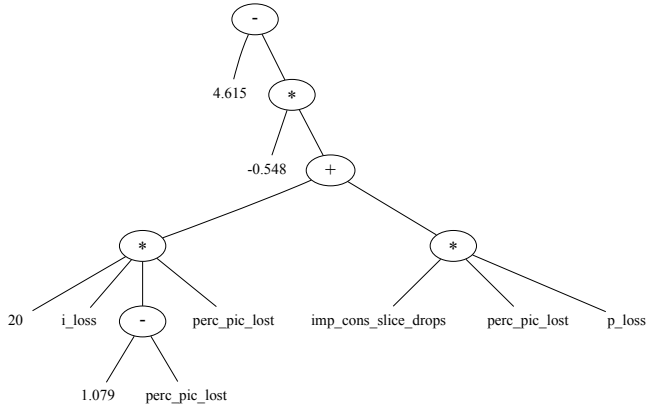 -
4.615
*
-0.548
+
*
*
20
i_loss
-
perc_pic_lost
imp_cons_slice_drops
perc_pic_lost
p_loss
1.079
perc_pic_lost